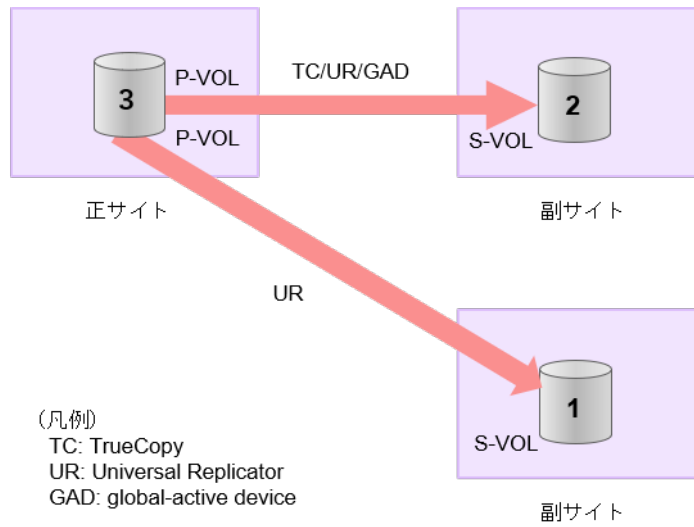 P-VOL
TC/UR/GAD
3
2
P-VOL
S-VOL
正サイト
副サイト
UR
1
S-VOL
(凡例)
TC: TrueCopy
UR: Universal Replicator
GAD: global-active device
副サイト